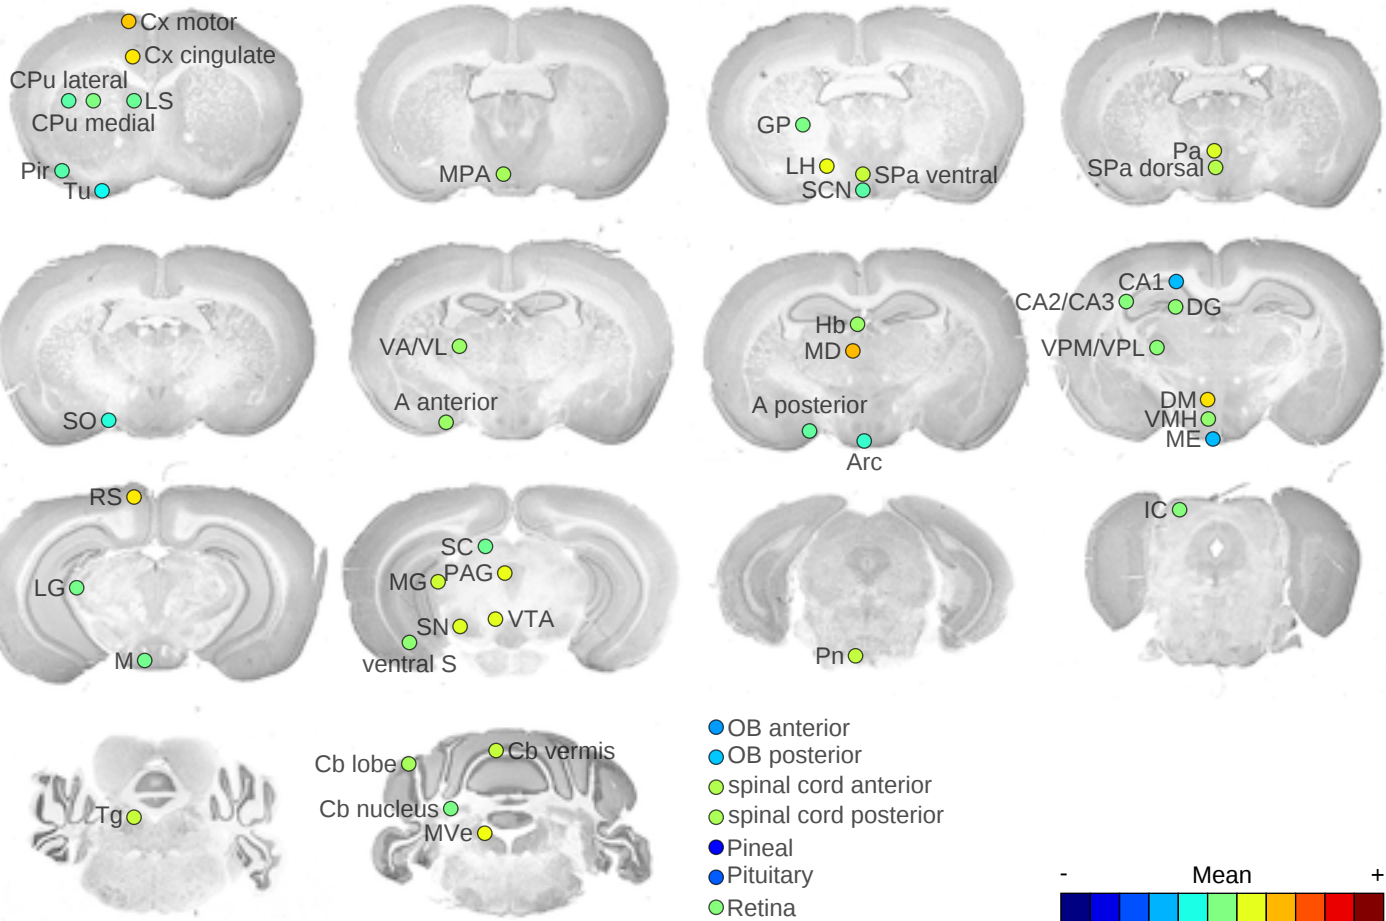 Cx motor
Cx cingulate
CPu lateral
LS
CPu medial
Pir
Tu
MPA
GP
LH
SPa ventral
SCN
Pa
SPa dorsal
SO
VA/VL
A anterior
Hb
MD
A posterior
Arc
CA1
CA2/CA3
DG
VPM/VPL
DM
VMH
ME
RS
LG
M
SC
MG
PAG
SN
VTA
ventral S
Pn
IC
Tg
Cb lobe
Cb vermis
Cb nucleus
MVe
OB anterior
OB posterior
spinal cord anterior
spinal cord posterior
Pineal
Pituitary
Retina
- Mean +